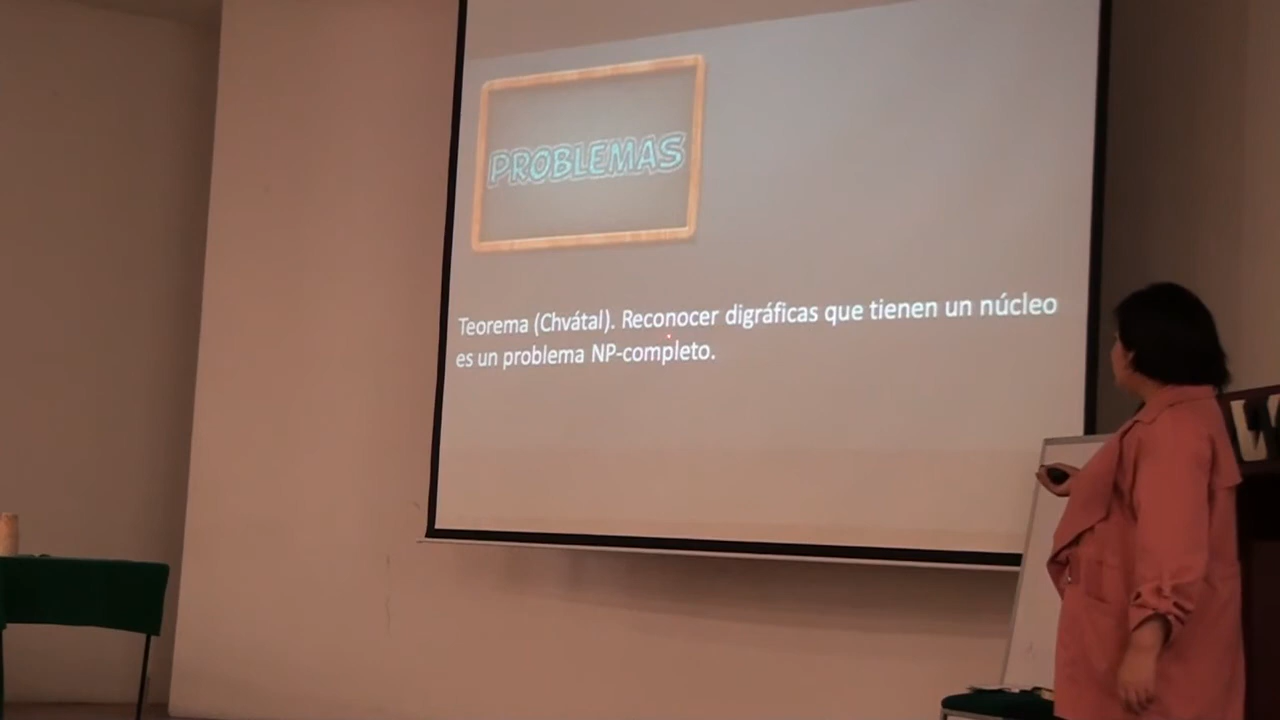 PROBLEMAS
Teorema (Chvátal). Reconocer digráficas que tienen un núcleo
es un problema NP-completo.